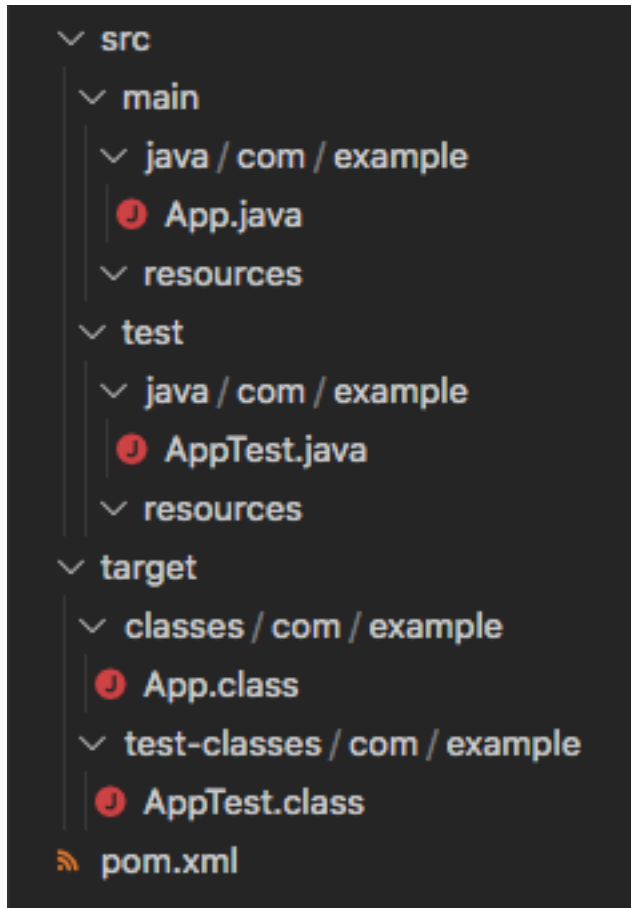 src
main
java / com / example
App.java
resources
test
java / com / example
AppTest.java
resources
target
classes / com / example
App.class
test-classes / com / example
AppTest.class
pom.xml